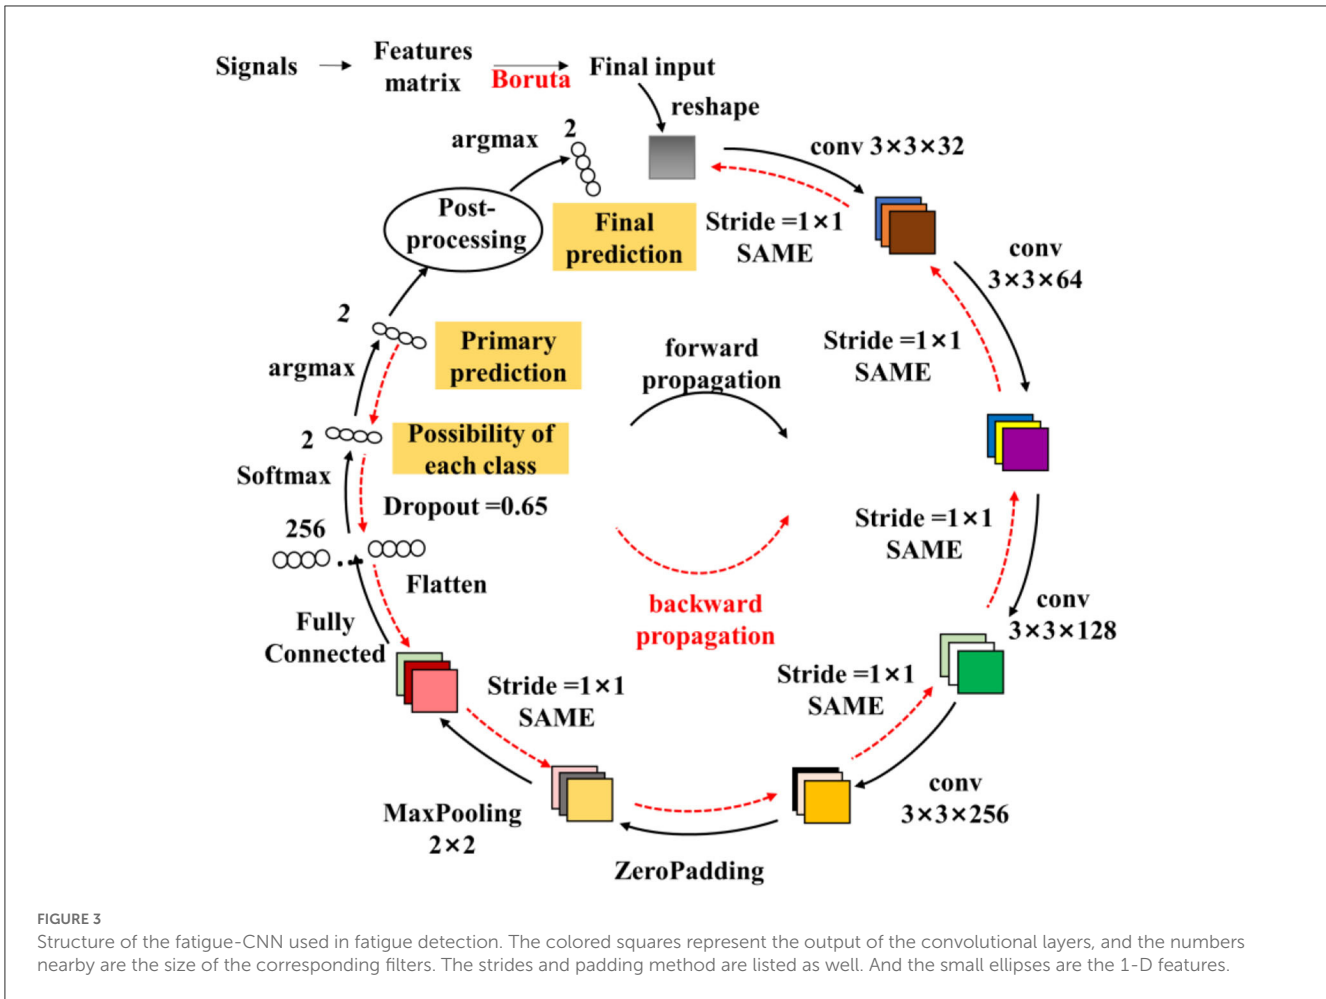 Signals
Features
matrix
Boruta
Final input
reshape
argmax
2
conv 3×3×32
Post-
processing
Final
prediction
Stride =1×1
SAME
conv
3×3×64
2
Primary
prediction
argmax
forward
propagation
Stride =1×1
SAME
2
Possibility of
each class
Softmax
Dropout =0.65
256
Flatten
Stride =1×1
SAME
backward
propagation
Fully
Connected
conv
3×3×128
Stride =1×1
SAME
Stride =1×1
SAME
MaxPooling
2×2
conv
3×3×256
ZeroPadding
FIGURE 3
Structure of the fatigue-CNN used in fatigue detection. The colored squares represent the output of the convolutional layers, and the numbers
nearby are the size of the corresponding filters. The strides and padding method are listed as well. And the small ellipses are the 1-D features.